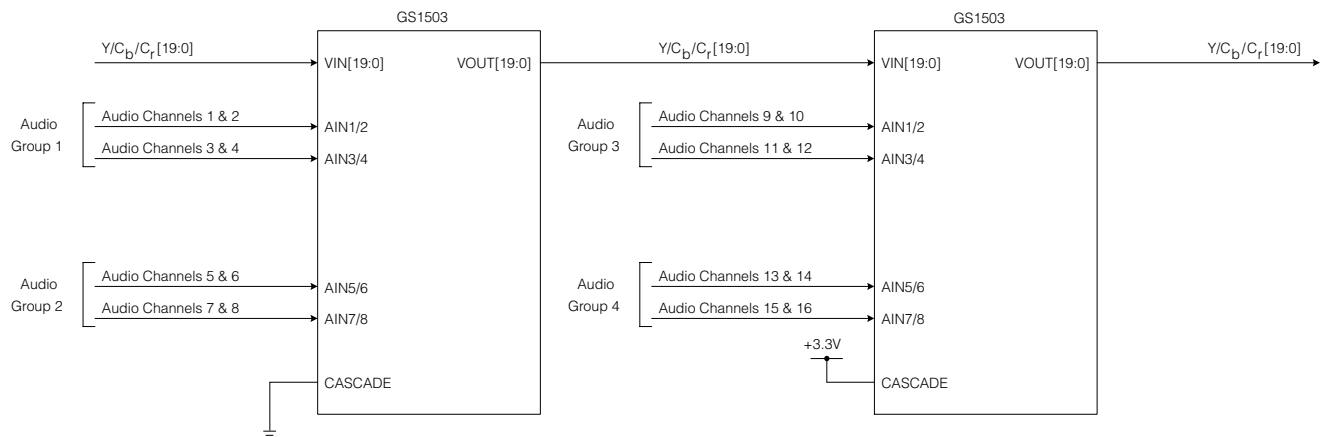 GS1503
GS1503
Y/Cb/Cr[19:0]
Y/Cb/Cr[19:0]
Y/Cb/Cr[19:0]
VIN[19:0]
VOUT[19:0]
VIN[19:0]
VOUT[19:0]
Audio
Group 1
Audio Channels 1 & 2
AIN1/2
Audio Channels 3 & 4
AIN3/4
Audio
Group 3
Audio Channels 9 & 10
AIN1/2
Audio Channels 11 & 12
AIN3/4
Audio
Group 2
Audio Channels 5 & 6
AIN5/6
Audio Channels 7 & 8
AIN7/8
Audio
Group 4
Audio Channels 13 & 14
AIN5/6
Audio Channels 15 & 16
AIN7/8
+3.3V
CASCADE
CASCADE